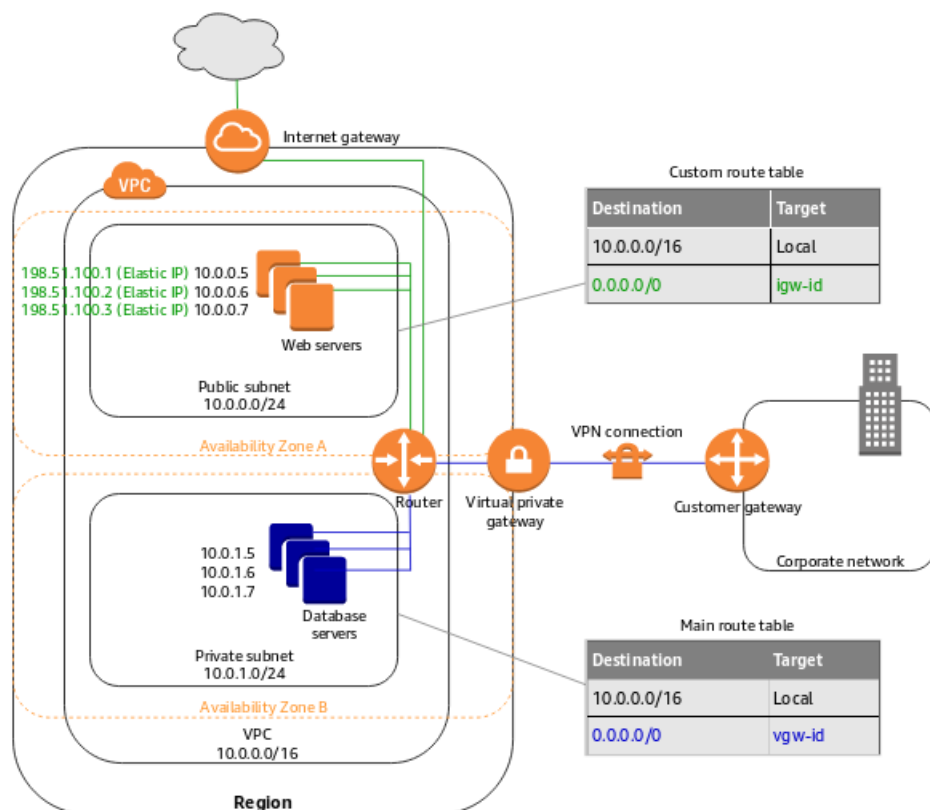 Internet gateway
VPC
Custom route table
Destination Target
10.0.0.0/16 Local
0.0.0.0/0 igw-id
198.51.100.1 (Elastic IP) 10.0.0.5
198.51.100.2 (Elastic IP) 10.0.0.6
198.51.100.3 (Elastic IP) 10.0.0.7
Web servers
Public subnet
10.0.0.0/24
Availability Zone A
Router
Virtual private
gateway
VPN connection
Customer gateway
Corporate network
10.0.1.5
10.0.1.6
10.0.1.7
Database
servers
Private subnet
10.0.1.0/24
Availability Zone B
VPC
10.0.0.0/16
Region
Main route table
Destination Target
10.0.0.0/16 Local
0.0.0.0/0 vgw-id